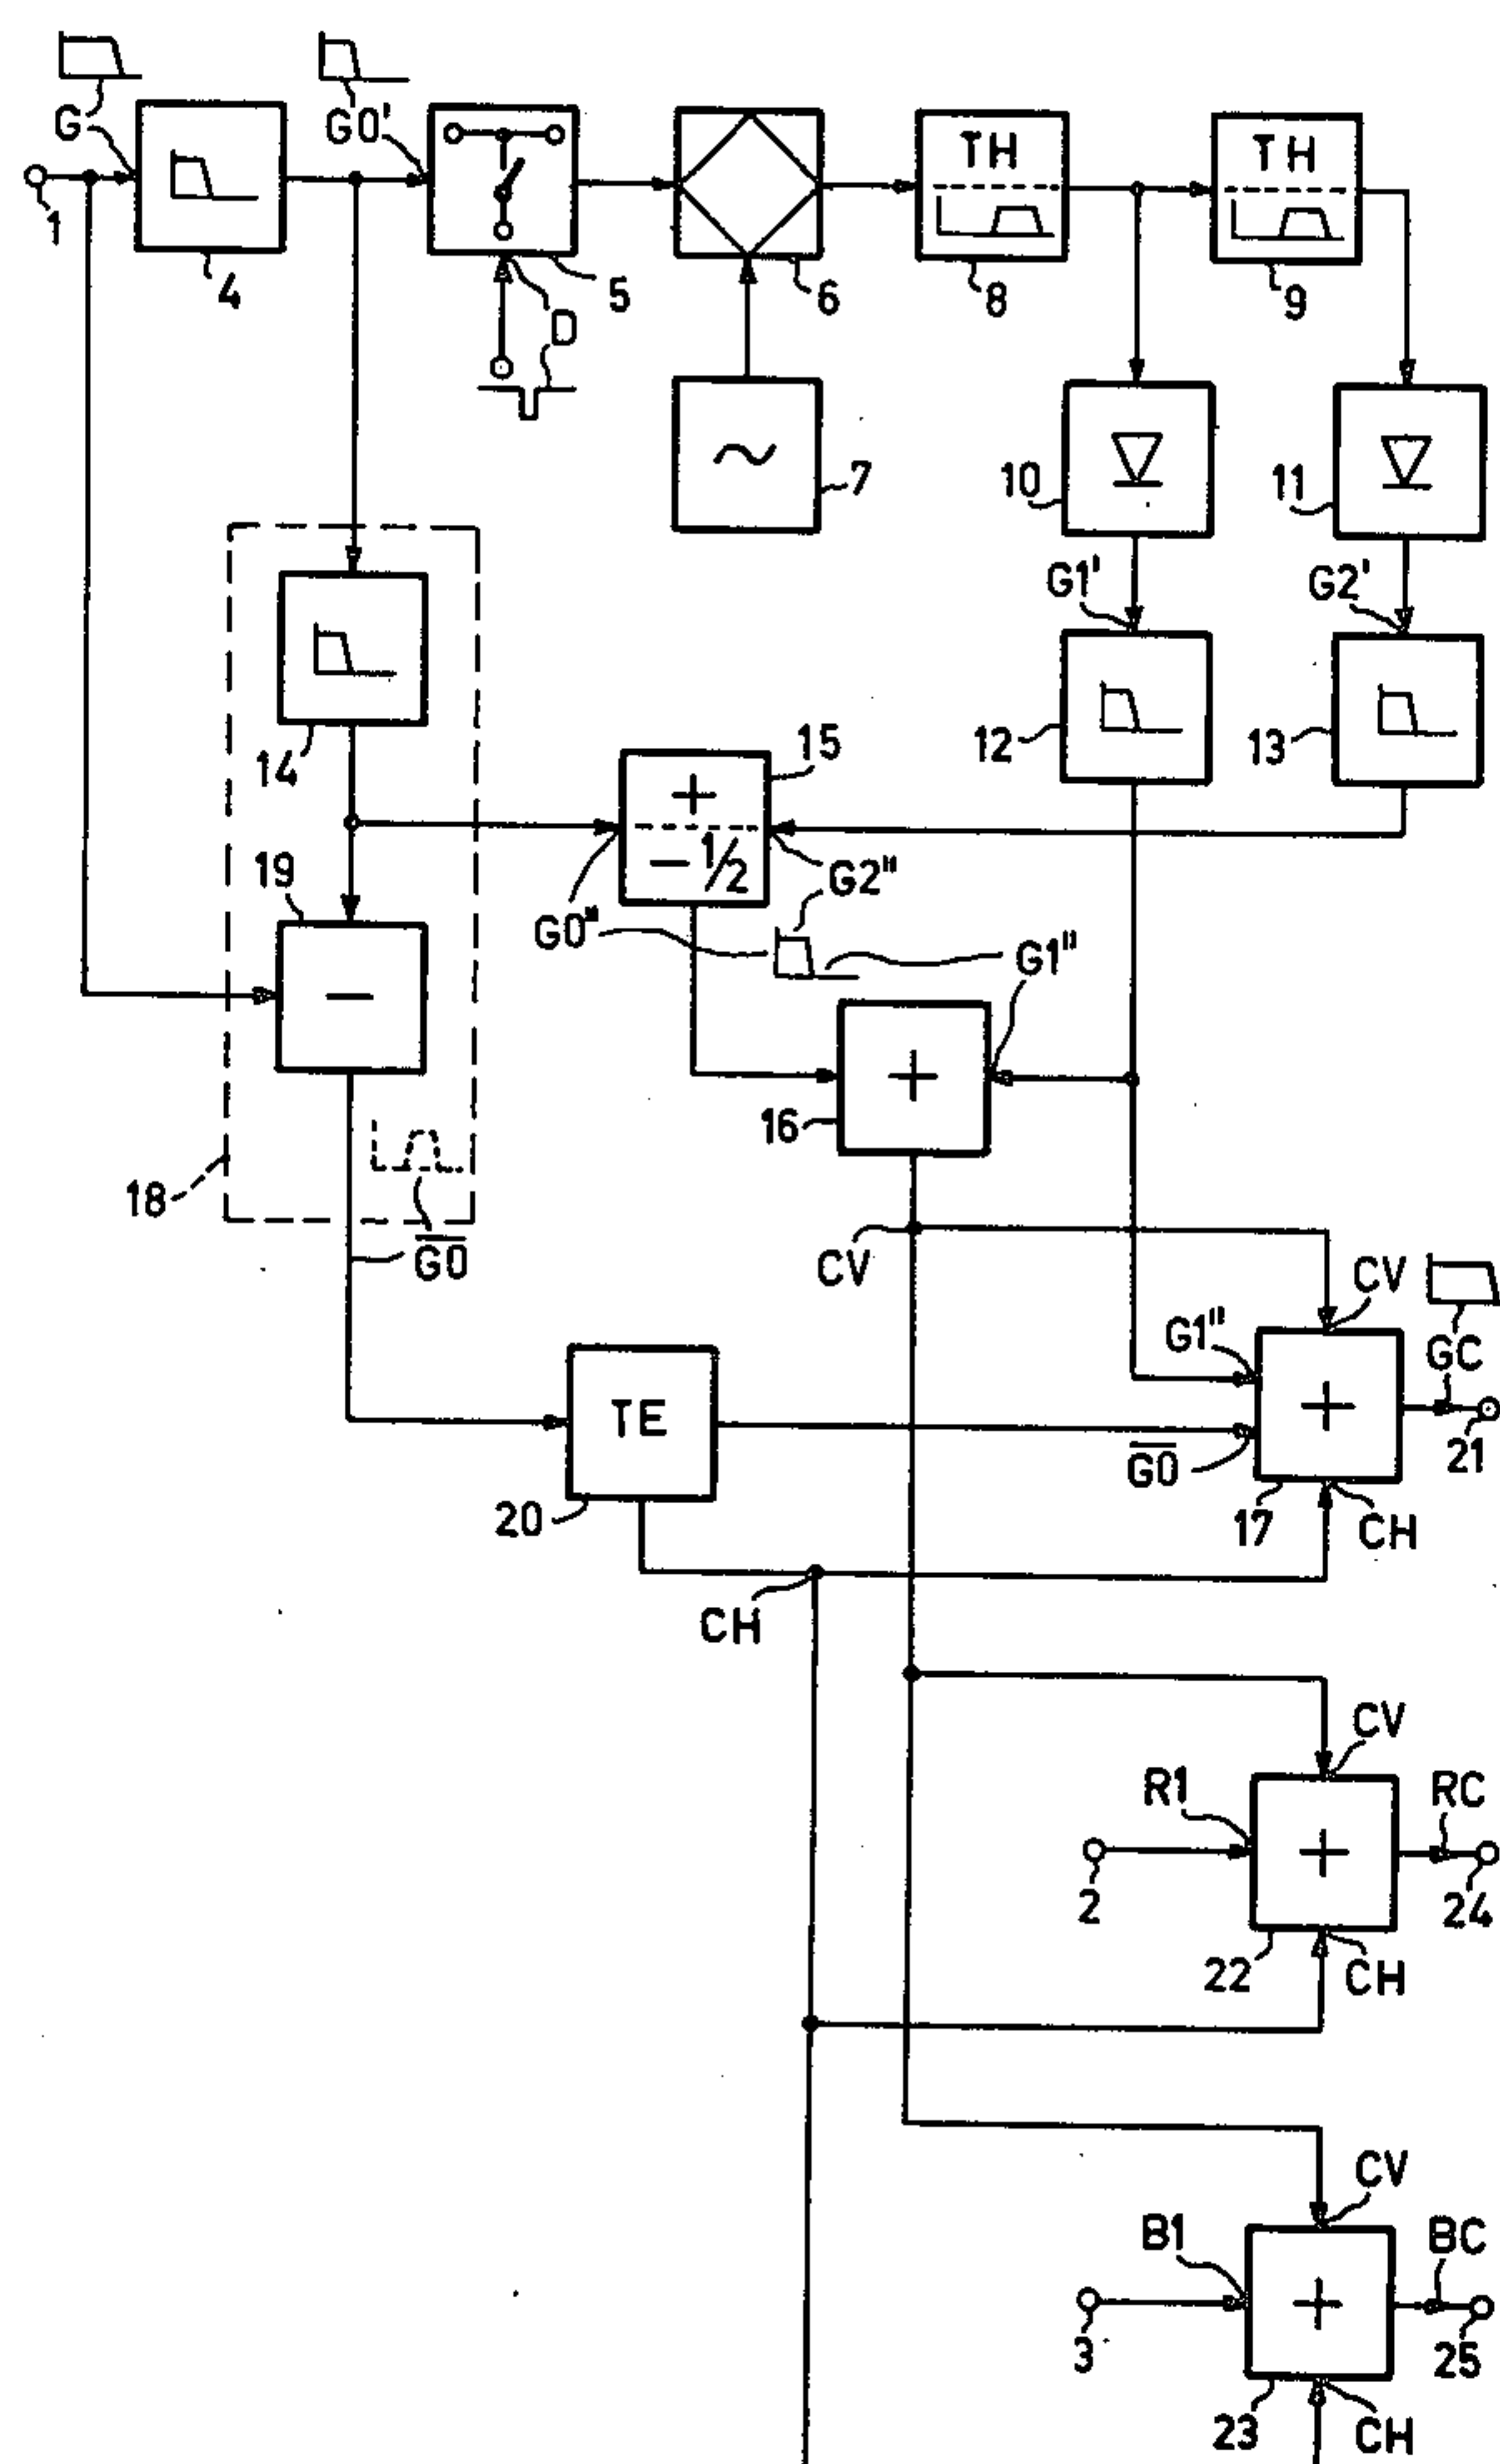 G
G0'
TH
TH
1
4
D
5
6
8
9
7
10
11
G1'
G2'
14
15
12
13
+
- 1/2
19
G0"
G2"
G1"
−
+
16
18
G̅0̅
CV
CV
G1"
GC
TE
+
G̅0̅
21
20
17
CH
CH
CV
R1
RC
+
2
24
22
CH
CV
B1
BC
+
3
25
23
CH